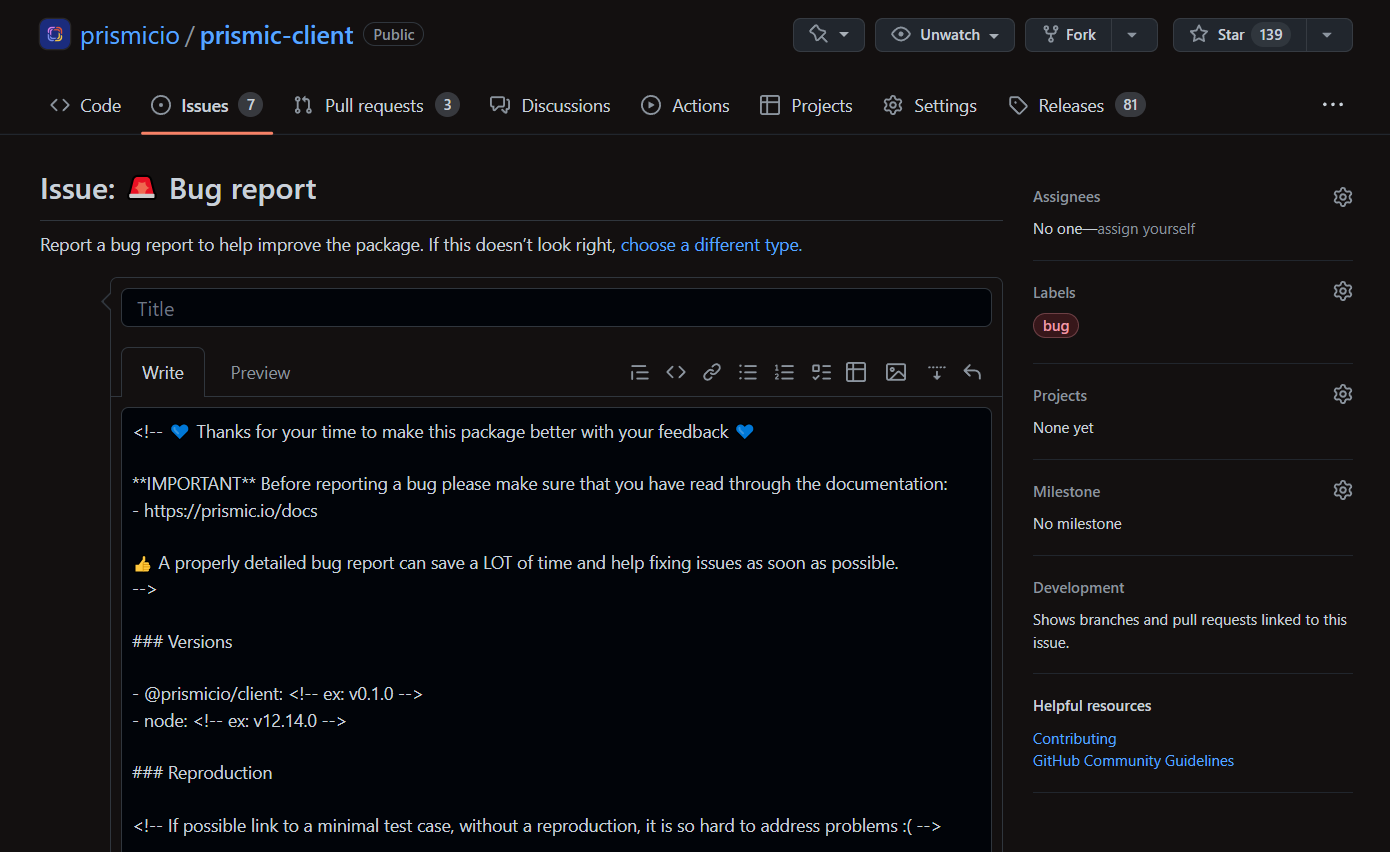 prismicio / prismic-client Public
Unwatch
Fork
Star 139
Code
Issues 7
Pull requests 3
Discussions
Actions
Projects
Settings
Releases 81
Issue: 🚨 Bug report
Report a bug report to help improve the package. If this doesn’t look right, choose a different type.
Title
Write
Preview
<!-- 💙 Thanks for your time to make this package better with your feedback 💙
**IMPORTANT** Before reporting a bug please make sure that you have read through the documentation:
- https://prismic.io/docs
👍 A properly detailed bug report can save a LOT of time and help fixing issues as soon as possible.
-->
### Versions
- @prismicio/client: <!-- ex: v0.1.0 -->
- node: <!-- ex: v12.14.0 -->
### Reproduction
<!-- If possible link to a minimal test case, without a reproduction, it is so hard to address problems :( -->
Assignees
No one—assign yourself
Labels
bug
Projects
None yet
Milestone
No milestone
Development
Shows branches and pull requests linked to this
issue.
Helpful resources
Contributing
GitHub Community Guidelines